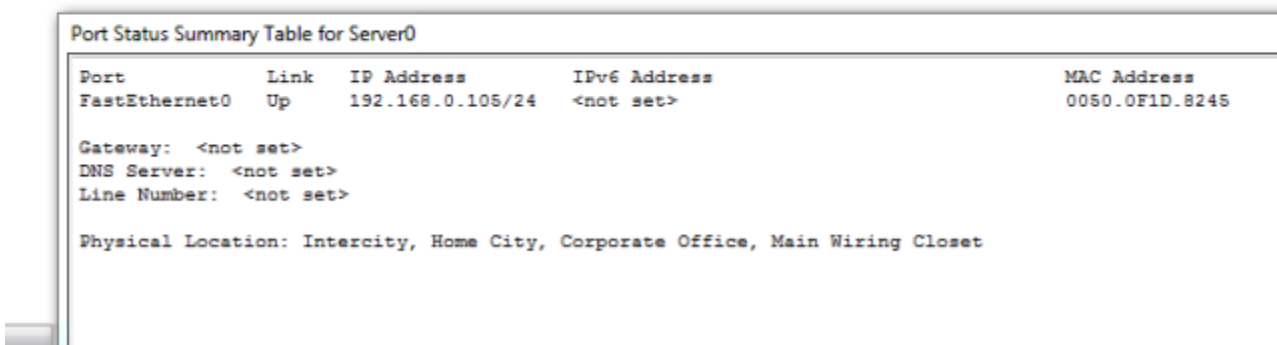 Port Status Summary Table for Server0
Port Link IP Address IPv6 Address MAC Address
FastEthernet0 Up 192.168.0.105/24 <not set> 0050.0F1D.8245
Gateway: <not set>
DNS Server: <not set>
Line Number: <not set>
Physical Location: Intercity, Home City, Corporate Office, Main Wiring Closet